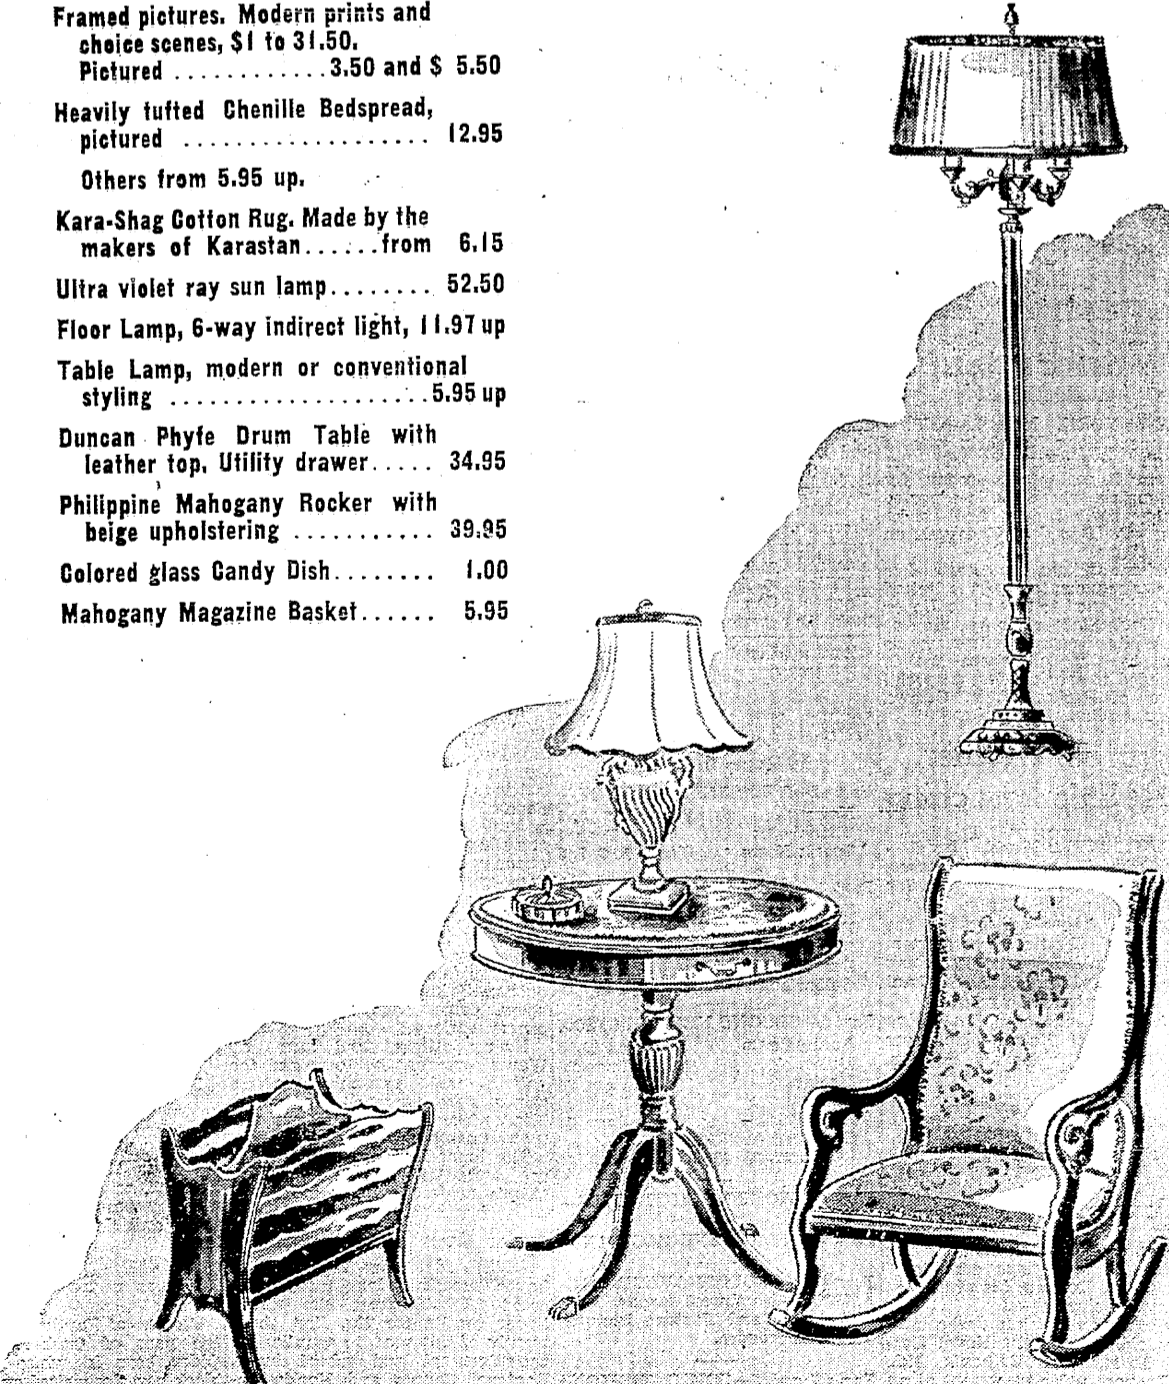 Framed pictures. Modern prints and
choice scenes, $1 to 31.50.
Pictured ............3.50 and $ 5.50
Heavily tufted Chenille Bedspread,
pictured ................... 12.95
Others from 5.95 up.
Kara-Shag Cotton Rug. Made by the
makers of Karastan......from 6.15
Ultra violet ray sun lamp........ 52.50
Floor Lamp, 6-way indirect light, 11.97 up
Table Lamp, modern or conventional
styling ....................5.95 up
Duncan Phyfe Drum Table with
leather top. Utility drawer..... 34.95
Philippine Mahogany Rocker with
beige upholstering ........... 39.95
Colored glass Candy Dish........ 1.00
Mahogany Magazine Basket...... 5.95